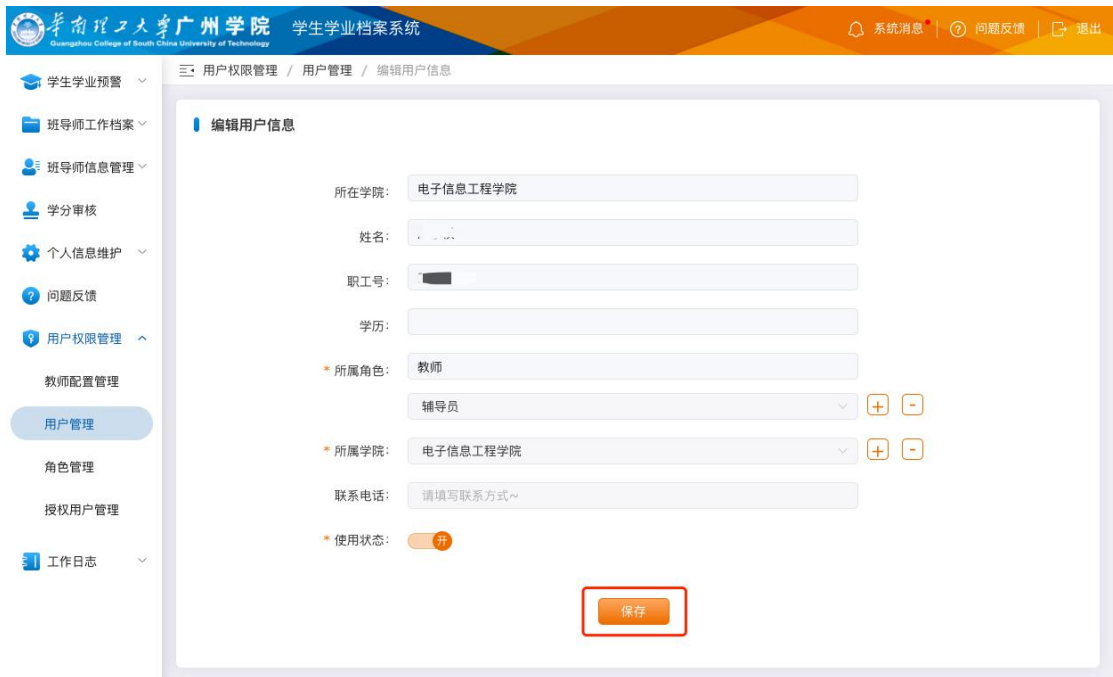 华南理工大学广州学院 学生学业档案系统 系统消息 问题反馈 退出
Guangzhou College of South China University of Technology
学生学业预警
班导师工作档案
班导师信息管理
学分审核
个人信息维护
问题反馈
用户权限管理
教师配置管理
用户管理
角色管理
授权用户管理
工作日志
用户权限管理 / 用户管理 / 编辑用户信息
编辑用户信息
所在学院: 电子信息工程学院
姓名:
职工号:
学历:
* 所属角色: 教师
辅导员 + -
* 所属学院: 电子信息工程学院 + -
联系电话: 请填写联系方式~
* 使用状态: 开
保存